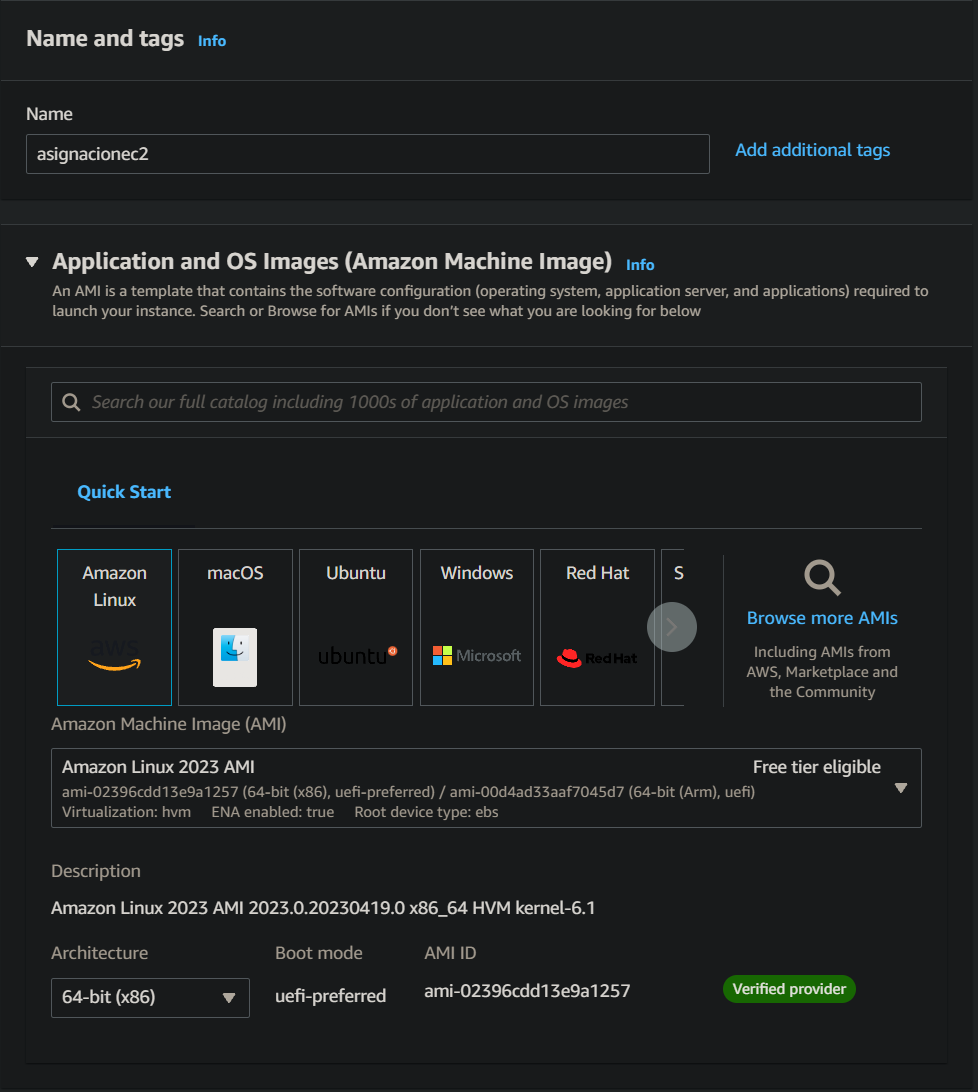 Name and tags Info
Name
asignacionec2
Add additional tags
Application and OS Images (Amazon Machine Image) Info
An AMI is a template that contains the software configuration (operating system, application server, and applications) required to
launch your instance. Search or Browse for AMIs if you don’t see what you are looking for below
Search our full catalog including 1000s of application and OS images
Quick Start
Amazon
Linux
aws
macOS
Ubuntu
ubuntu
Windows
Microsoft
Red Hat
Red Hat
S
Browse more AMIs
Including AMIs from
AWS, Marketplace and
the Community
Amazon Machine Image (AMI)
Amazon Linux 2023 AMI
Free tier eligible
ami-02396cdd13e9a1257 (64-bit (x86), uefi-preferred) / ami-00d4ad33aaf7045d7 (64-bit (Arm), uefi)
Virtualization: hvm ENA enabled: true Root device type: ebs
Description
Amazon Linux 2023 AMI 2023.0.20230419.0 x86_64 HVM kernel-6.1
Architecture
64-bit (x86)
Boot mode
uefi-preferred
AMI ID
ami-02396cdd13e9a1257
Verified provider